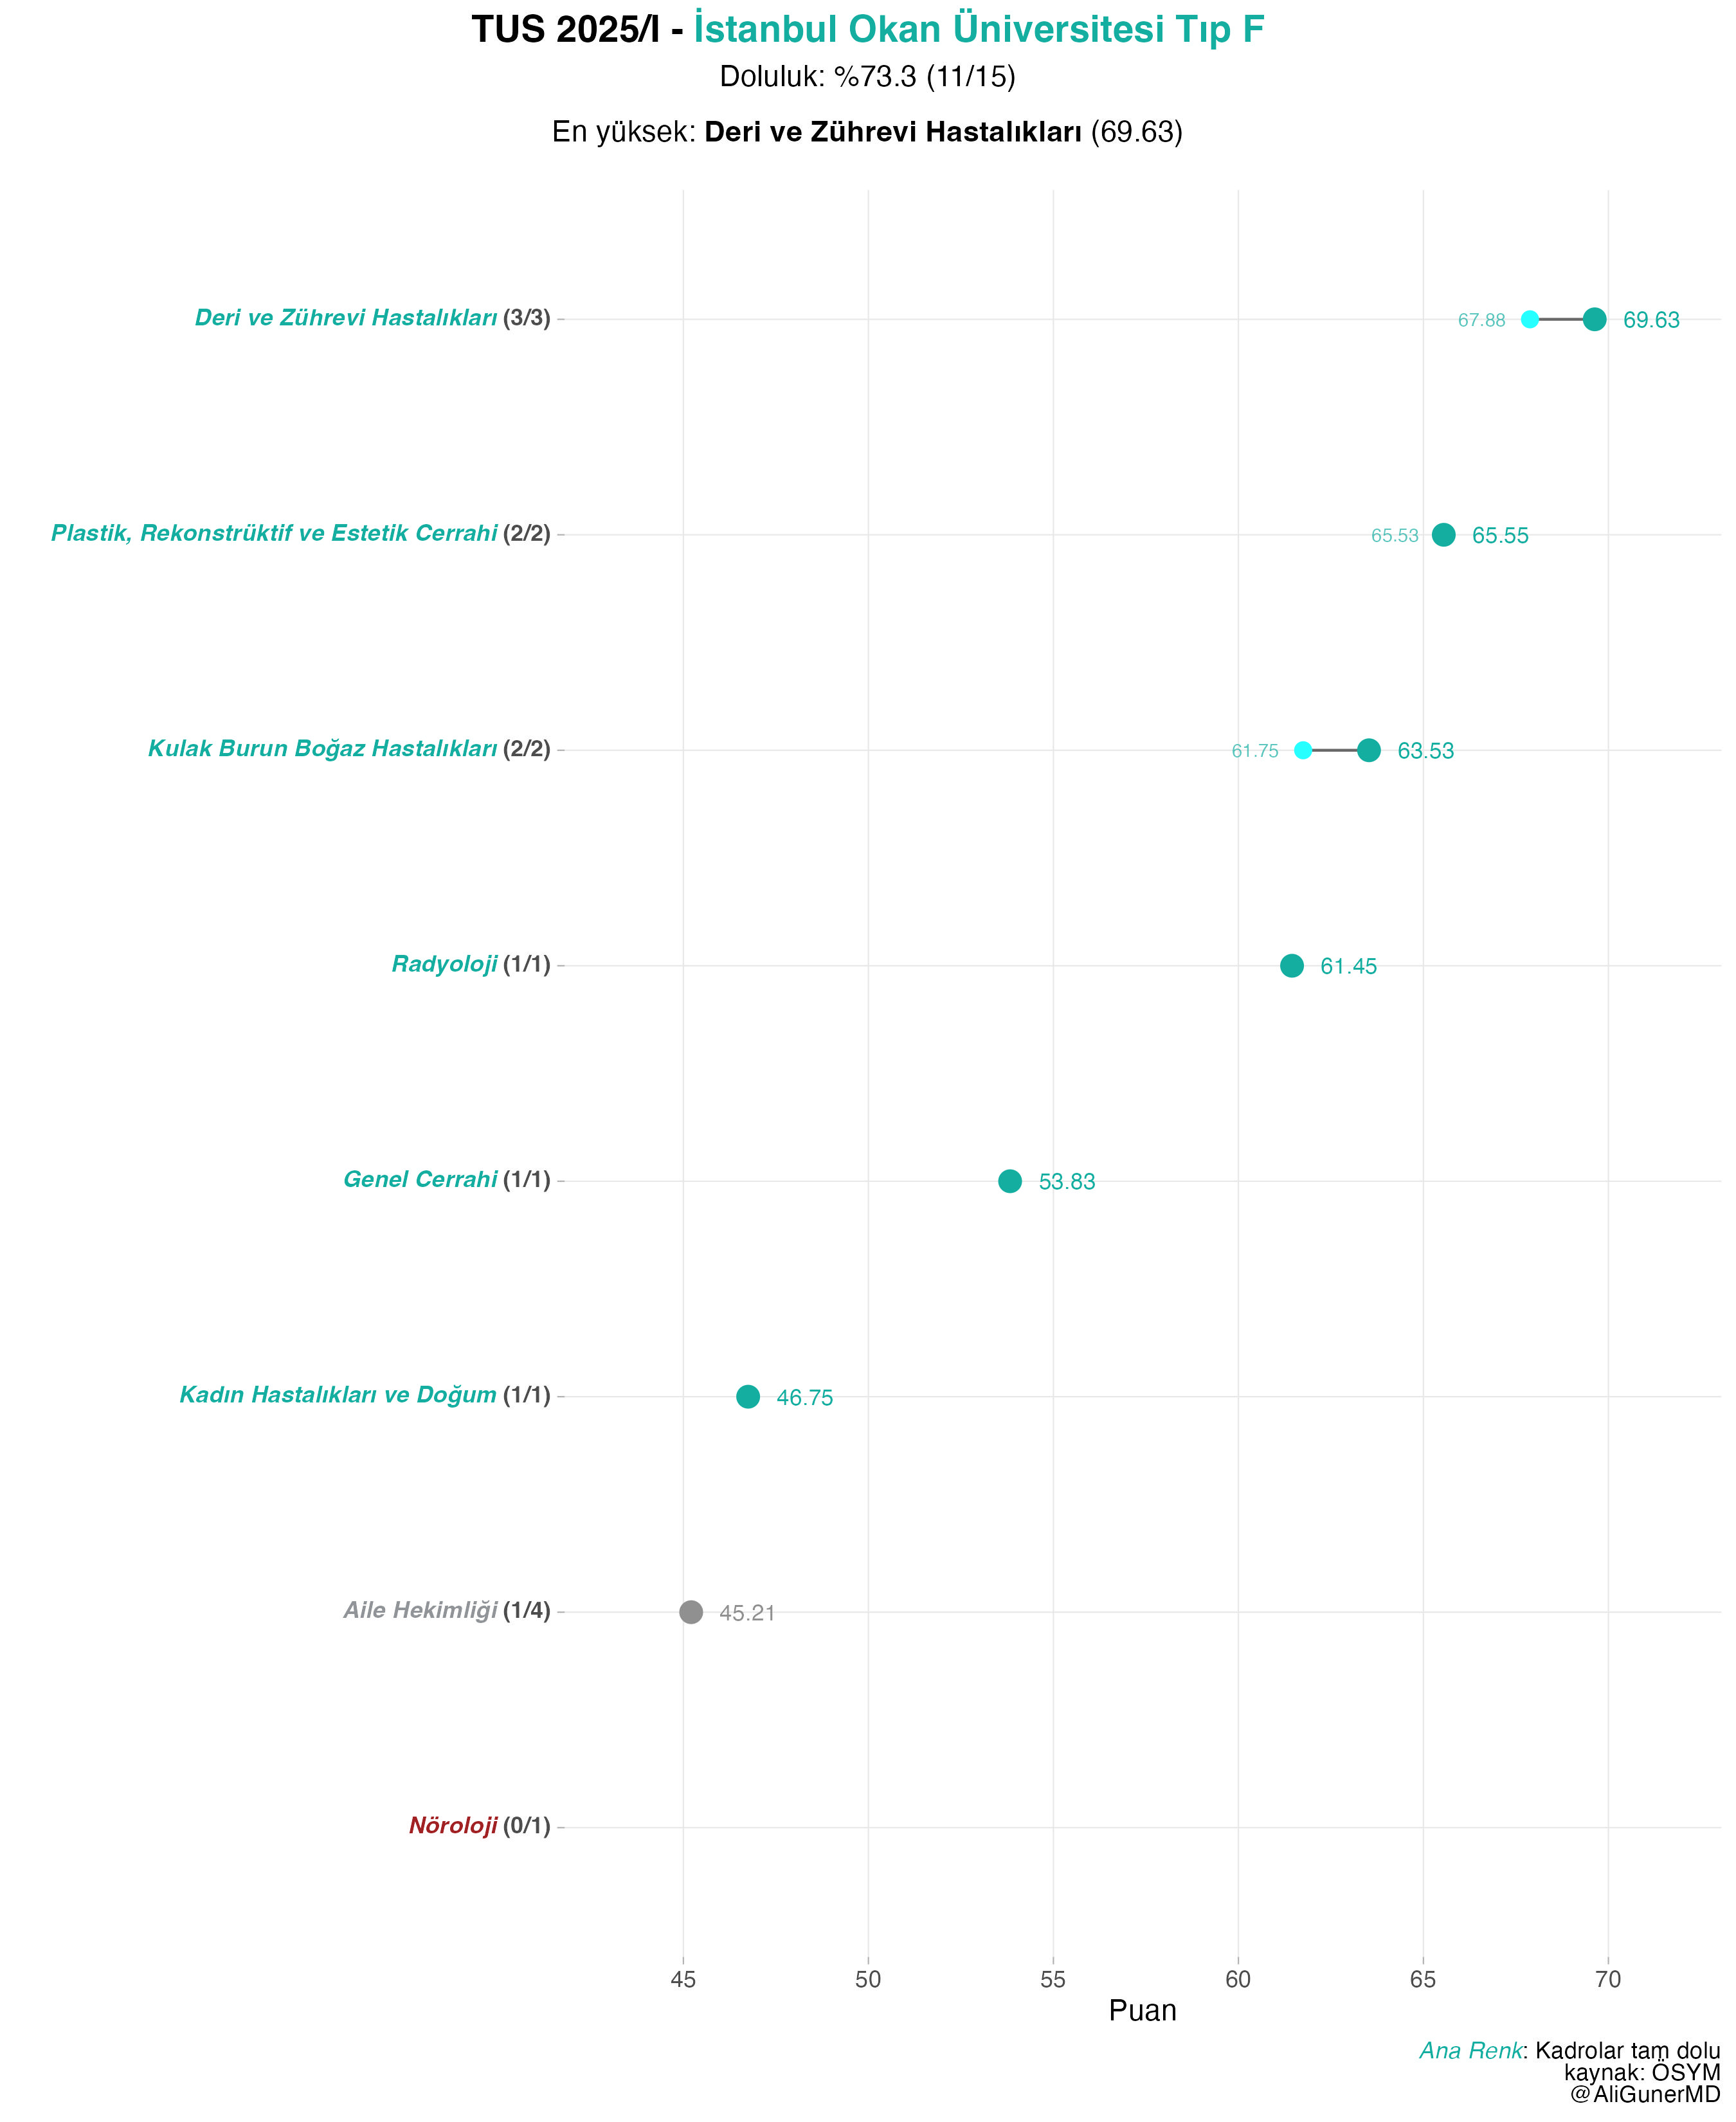 TUS 2025/I - İstanbul Okan Üniversitesi Tıp F
Doluluk: %73.3 (11/15)
En yüksek: Deri ve Zührevi Hastalıkları (69.63)
Deri ve Zührevi Hastalıkları (3/3) 67.88 69.63
Plastik, Rekonstrüktif ve Estetik Cerrahi (2/2) 65.53 65.55
Kulak Burun Boğaz Hastalıkları (2/2) 61.75 63.53
Radyoloji (1/1) 61.45
Genel Cerrahi (1/1) 53.83
Kadın Hastalıkları ve Doğum (1/1) 46.75
Aile Hekimliği (1/4) 45.21
Nöroloji (0/1)
45 50 55 60 65 70
Puan
Ana Renk: Kadrolar tam dolu
kaynak: ÖSYM
@AliGunerMD